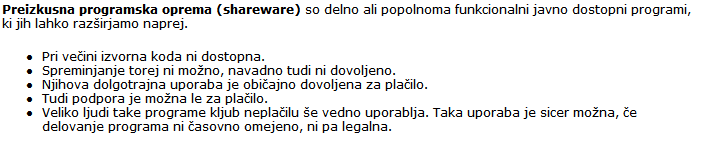 Preizkusna programska oprema (shareware) so delno ali popolnoma funkcionalni javno dostopni programi,
ki jih lahko razširjamo naprej.
• Pri večini izvorna koda ni dostopna.
• Spreminjanje torej ni možno, navadno tudi ni dovoljeno.
• Njihova dolgotrajna uporaba je običajno dovoljena za plačilo.
• Tudi podpora je možna le za plačilo.
• Veliko ljudi take programe kljub neplačilu še vedno uporablja. Taka uporaba je sicer možna, če
delovanje programa ni časovno omejeno, ni pa legalna.